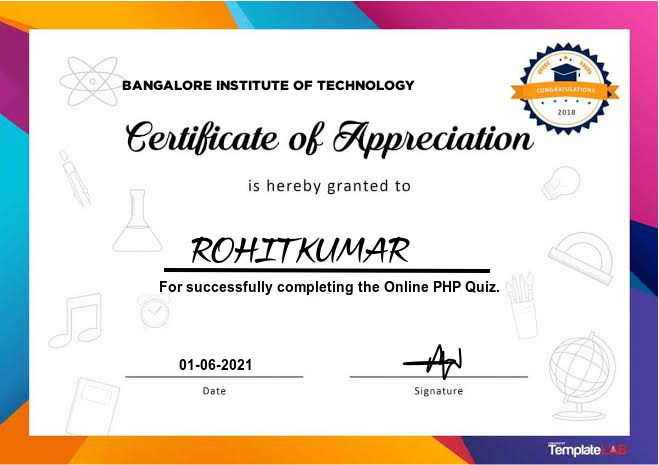 BANGALORE INSTITUTE OF TECHNOLOGY
CONGRATULATIONS
2018
Certificate of Appreciation
is hereby granted to
ROHITKUMAR
For successfully completing the Online PHP Quiz.
01-06-2021
Date
Signature
TemplateLAB